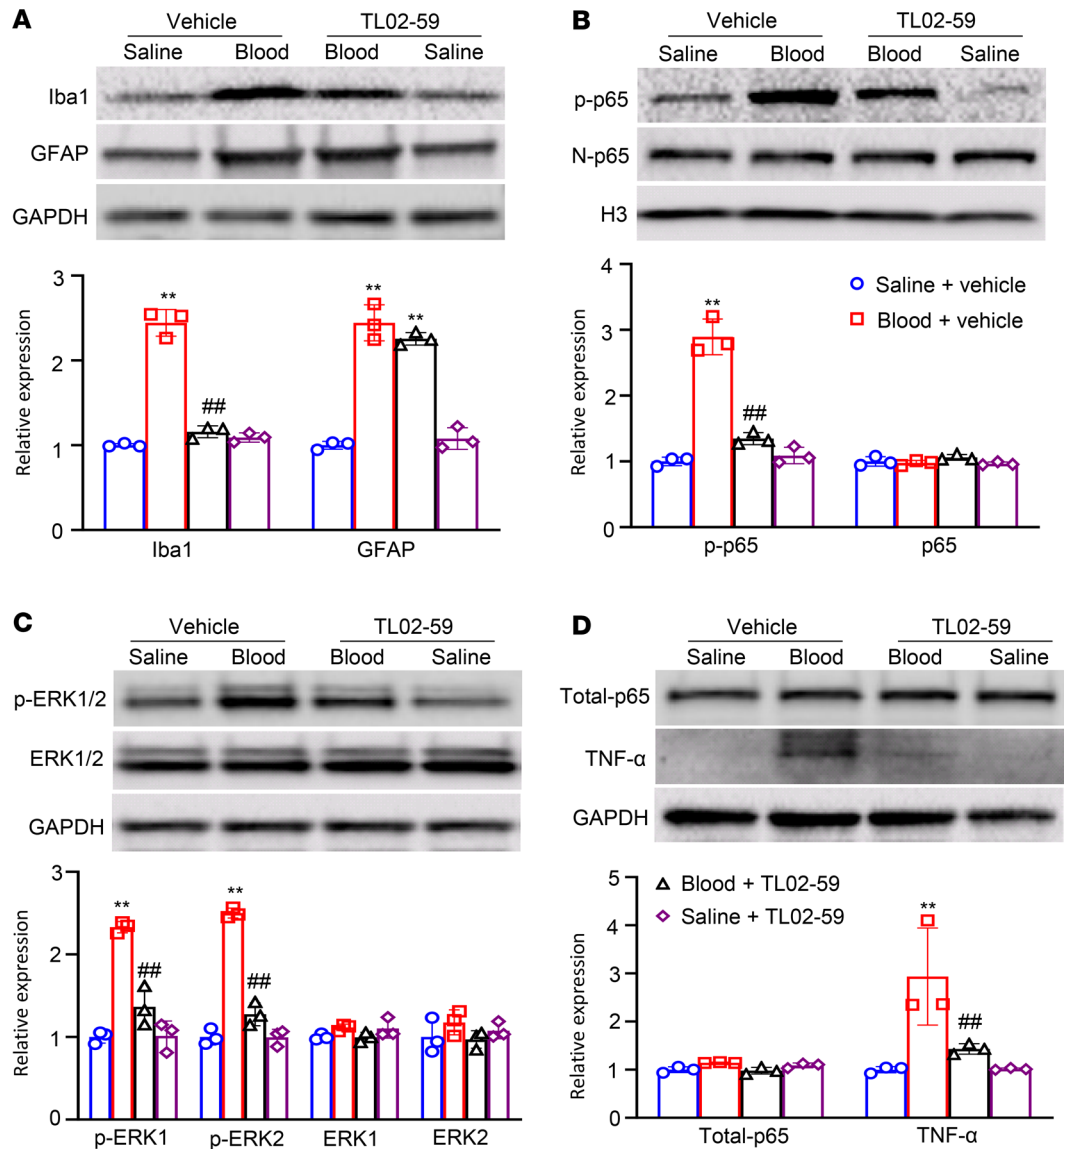 A
Vehicle TL02-59
Saline Blood Blood Saline
Iba1
GFAP
GAPDH
3
2
1
0
Relative expression
**
##
**
**
Iba1 GFAP
B
Vehicle TL02-59
Saline Blood Blood Saline
p-p65
N-p65
H3
4
3
2
1
0
Relative expression
**
##
Saline + vehicle
Blood + vehicle
p-p65 p65
C
Vehicle TL02-59
Saline Blood Blood Saline
p-ERK1/2
ERK1/2
GAPDH
3
2
1
0
Relative expression
**
##
**
##
p-ERK1 p-ERK2 ERK1 ERK2
D
Vehicle TL02-59
Saline Blood Blood Saline
Total-p65
TNF-α
GAPDH
5
4
3
2
1
0
Relative expression
Blood + TL02-59
Saline + TL02-59
**
##
Total-p65 TNF-α